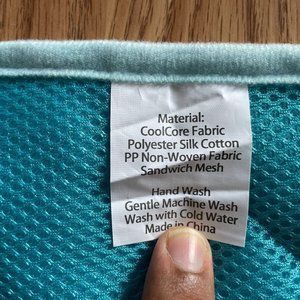 Material:
CoolCore Fabric
Polyester Silk Cotton
PP Non-Woven Fabric
Sandwich Mesh
Hand Wash
Gentle Machine Wash
Wash with Cold Water
Made in China